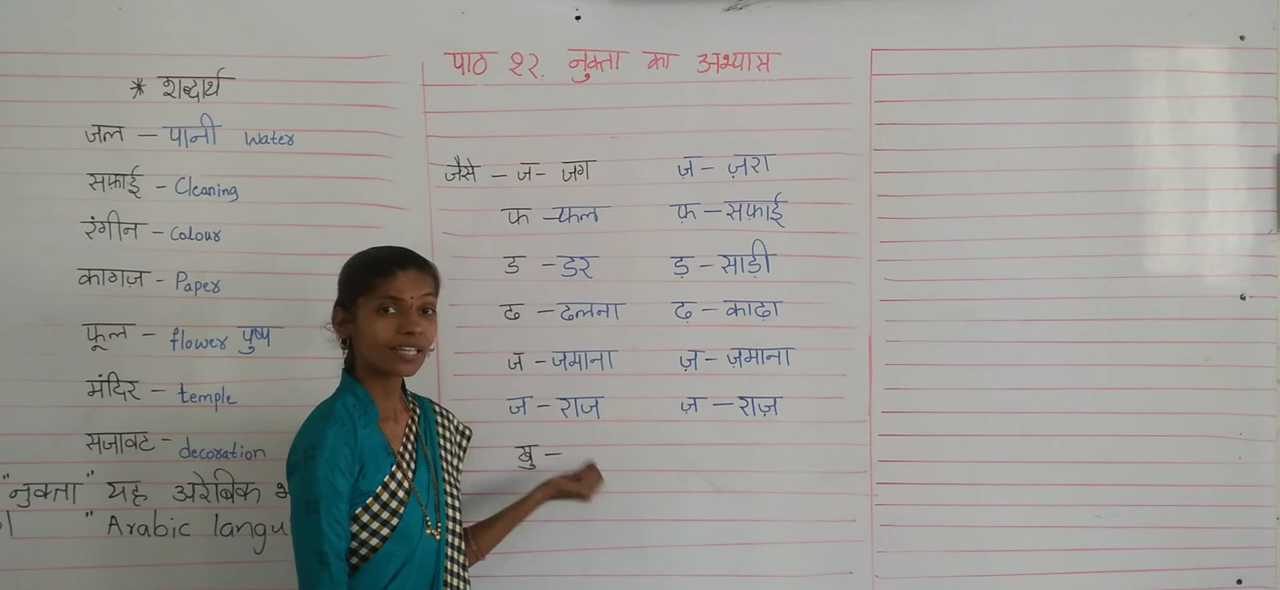 * शब्दार्थ
जल – पानी water
सफ़ाई – Cleaning
रंगीन – Colour
कागज़ – Paper
फूल – flower पुष्प
मंदिर – temple
सजावट – decoration
"नुक्ता" यह अरेबिक
"Arabic langu
पाठ १२. नुक्ता का अभ्यास
जैसे – ज – जग ज़ – ज़रा
फ – फल फ़ – सफ़ाई
ड – डर ड़ – साड़ी
ढ – ढलना ढ़ – काढ़ा
ज – जमाना ज़ – ज़माना
ज – राज ज़ – राज़
खु –